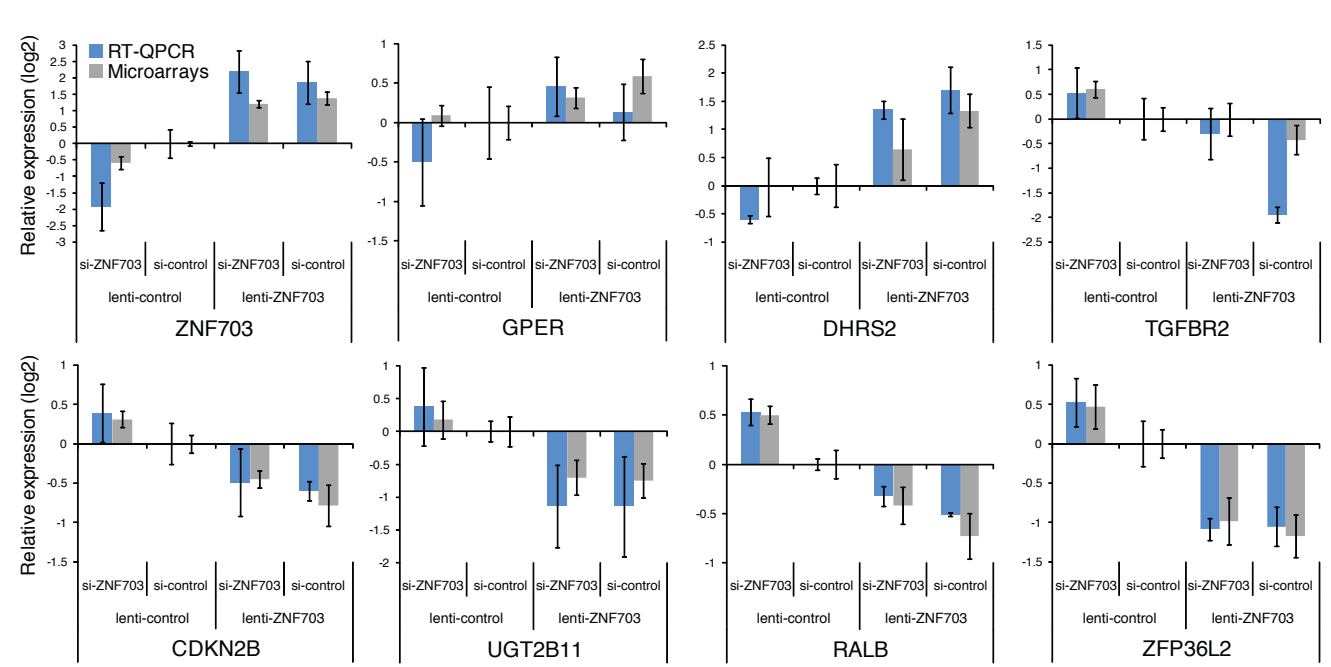 Relative expression (log2)
RT-QPCR
Microarrays
3
2.5
2
1.5
1
0.5
0
-0.5
-1
-1.5
-2
-2.5
-3
si-ZNF703 si-control si-ZNF703 si-control
lenti-control lenti-ZNF703
ZNF703
1
0.5
0
-0.5
-1
-1.5
si-ZNF703 si-control si-ZNF703 si-control
lenti-control lenti-ZNF703
GPER
2.5
2
1.5
1
0.5
0
-0.5
-1
si-ZNF703 si-control si-ZNF703 si-control
lenti-control lenti-ZNF703
DHRS2
1.5
1
0.5
0
-0.5
-1
-1.5
-2
-2.5
si-ZNF703 si-control si-ZNF703 si-control
lenti-control lenti-ZNF703
TGFBR2
Relative expression (log2)
1
0.5
0
-0.5
-1
-1.5
si-ZNF703 si-control si-ZNF703 si-control
lenti-control lenti-ZNF703
CDKN2B
1
0.5
0
-0.5
-1
-1.5
-2
si-ZNF703 si-control si-ZNF703 si-control
lenti-control lenti-ZNF703
UGT2B11
1
0.5
0
-0.5
-1
si-ZNF703 si-control si-ZNF703 si-control
lenti-control lenti-ZNF703
RALB
1
0.5
0
-0.5
-1
-1.5
si-ZNF703 si-control si-ZNF703 si-control
lenti-control lenti-ZNF703
ZFP36L2